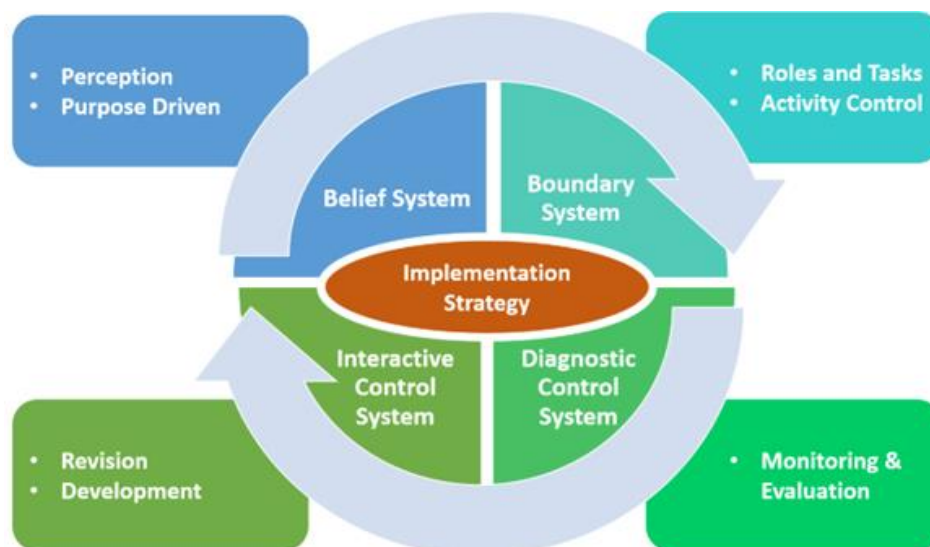 • Perception
• Purpose Driven
• Roles and Tasks
• Activity Control
Belief System
Boundary
System
Implementation
Strategy
Interactive
Control
System
Diagnostic
Control
System
• Revision
• Development
• Monitoring &
Evaluation